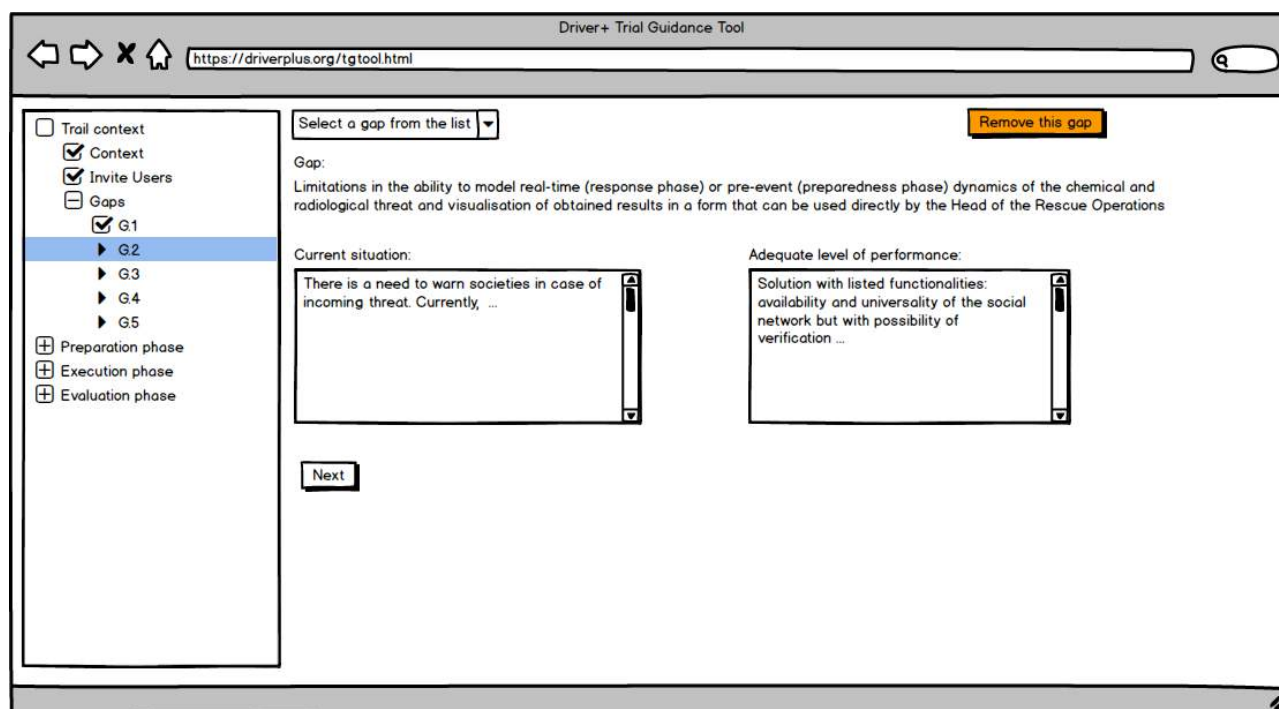 Driver+ Trial Guidance Tool
https://driverplus.org/tgtool.html
Trail context
Context
Invite Users
Gaps
G.1
G.2
G.3
G.4
G.5
Preparation phase
Execution phase
Evaluation phase
Select a gap from the list
Remove this gap
Gap:
Limitations in the ability to model real-time (response phase) or pre-event (preparedness phase) dynamics of the chemical and
radiological threat and visualisation of obtained results in a form that can be used directly by the Head of the Rescue Operations
Current situation:
There is a need to warn societies in case of
incoming threat. Currently, ...
Adequate level of performance:
Solution with listed functionalities:
availability and universality of the social
network but with possibility of
verification ...
Next